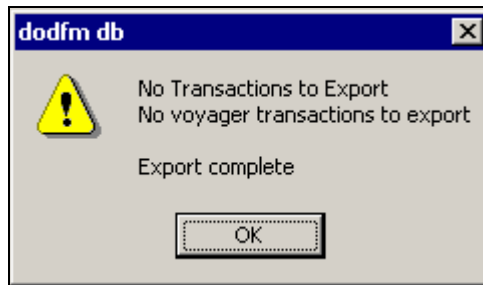 dodfm db
No Transactions to Export
No voyager transactions to export
Export complete
OK